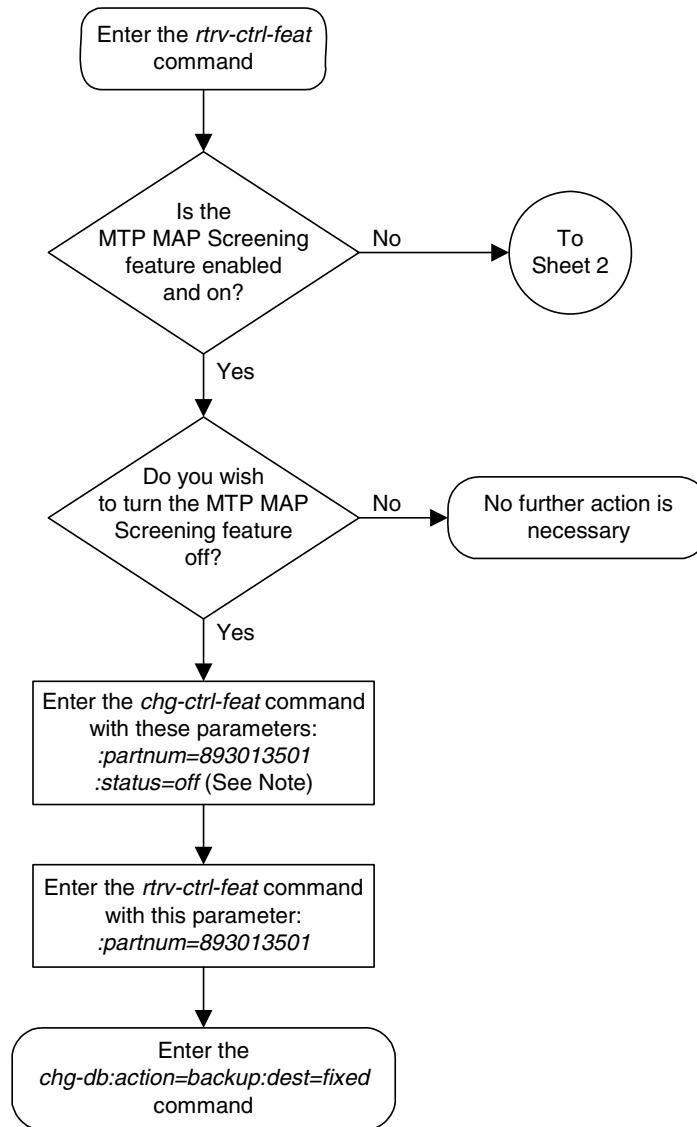 Enter the rtrv-ctrl-feat
command
Is the
MTP MAP Screening
feature enabled
and on?
No
To
Sheet 2
Yes
Do you wish
to turn the MTP MAP
Screening feature
off?
No
No further action is
necessary
Yes
Enter the chg-ctrl-feat command
with these parameters:
:partnum=893013501
:status=off (See Note)
Enter the rtrv-ctrl-feat command
with this parameter:
:partnum=893013501
Enter the
chg-db:action=backup:dest=fixed
command